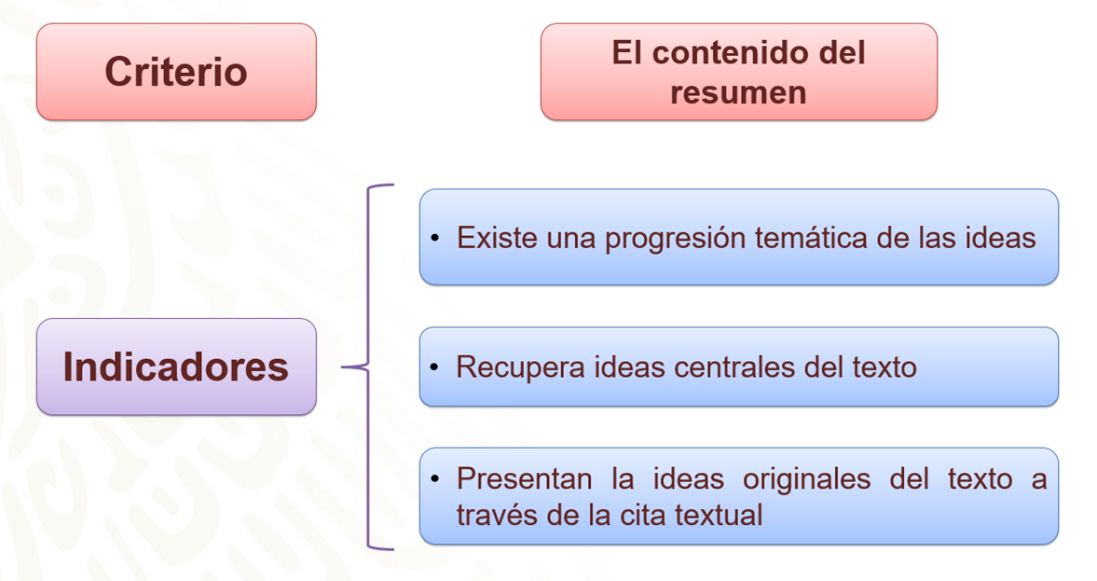 Criterio
El contenido del
resumen
• Existe una progresión temática de las ideas
Indicadores
• Recupera ideas centrales del texto
• Presentan la ideas originales del texto a
través de la cita textual